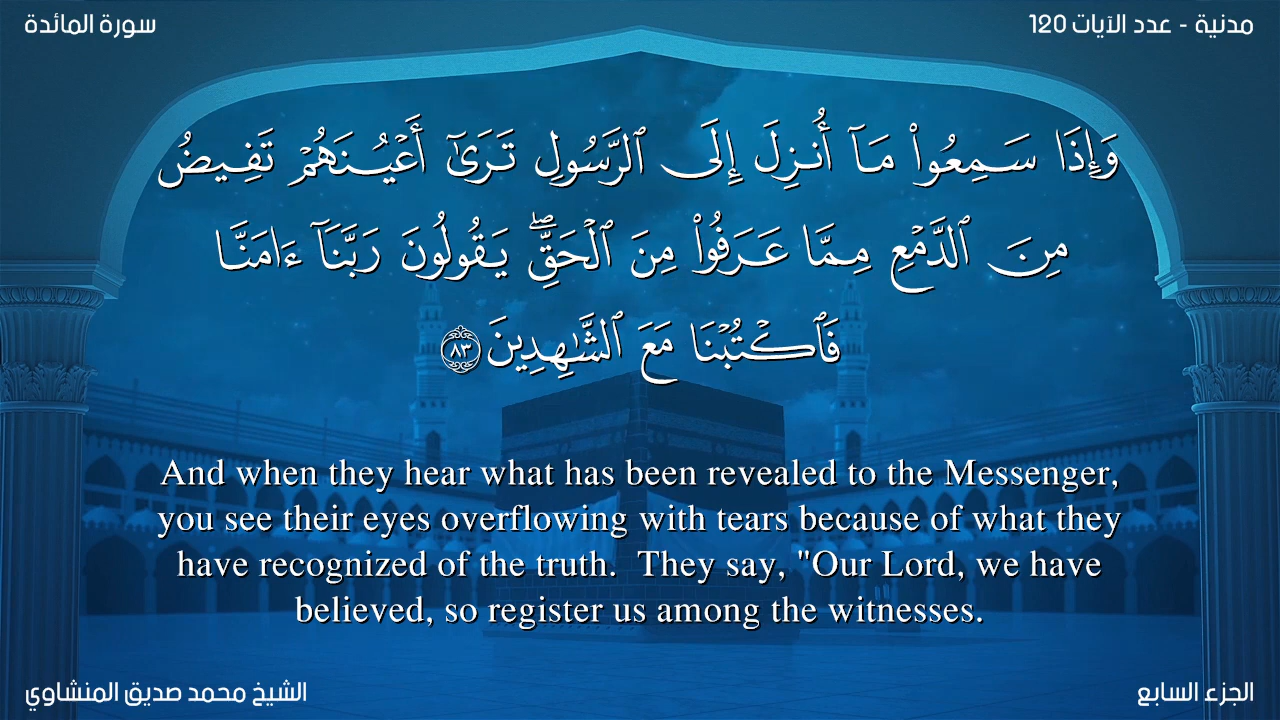 سورة المائدة
مدنية - عدد الآيات 120
وَإِذَا سَمِعُوا۟ مَآ أُنزِلَ إِلَى ٱلرَّسُولِ تَرَىٰٓ أَعْيُنَهُمْ تَفِيضُ
مِنَ ٱلدَّمْعِ مِمَّا عَرَفُوا۟ مِنَ ٱلْحَقِّ ۖ يَقُولُونَ رَبَّنَآ ءَامَنَّا
فَٱكْتُبْنَا مَعَ ٱلشَّـٰهِدِينَ ٨٣
And when they hear what has been revealed to the Messenger,
you see their eyes overflowing with tears because of what they
have recognized of the truth.  They say, "Our Lord, we have
believed, so register us among the witnesses.
الشيخ محمد صديق المنشاوي
الجزء السابع